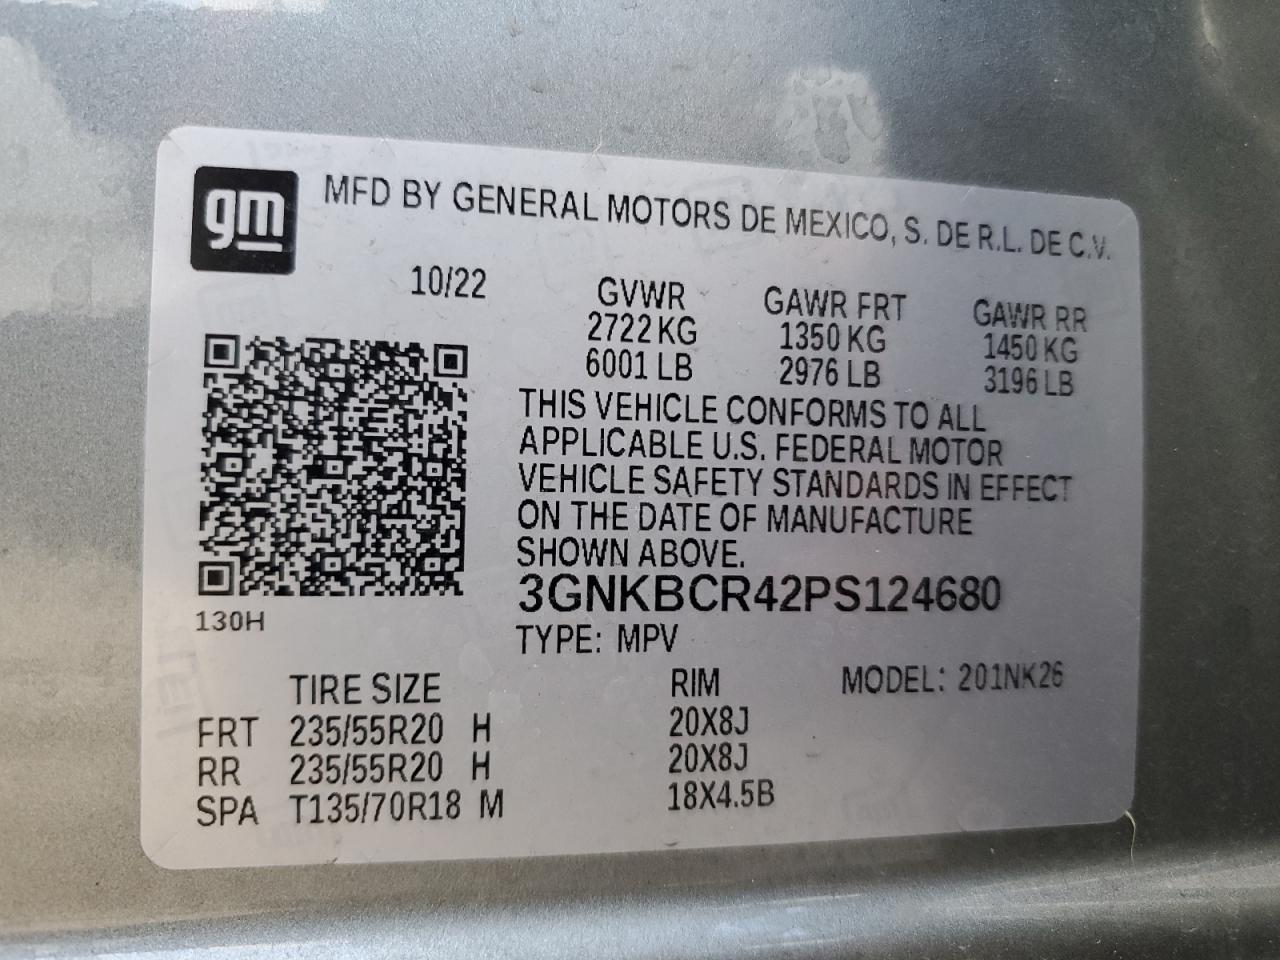 gm
MFD BY GENERAL MOTORS DE MEXICO, S. DE R.L. DE C.V.
10/22
GVWR GAWR FRT GAWR RR
2722 KG 1350 KG 1450 KG
6001 LB 2976 LB 3196 LB
THIS VEHICLE CONFORMS TO ALL
APPLICABLE U.S. FEDERAL MOTOR
VEHICLE SAFETY STANDARDS IN EFFECT
ON THE DATE OF MANUFACTURE
SHOWN ABOVE.
3GNKBCR42PS124680
130H
TYPE: MPV
TIRE SIZE RIM MODEL: 201NK26
FRT 235/55R20 H 20X8J
RR 235/55R20 H 20X8J
SPA T135/70R18 M 18X4.5B